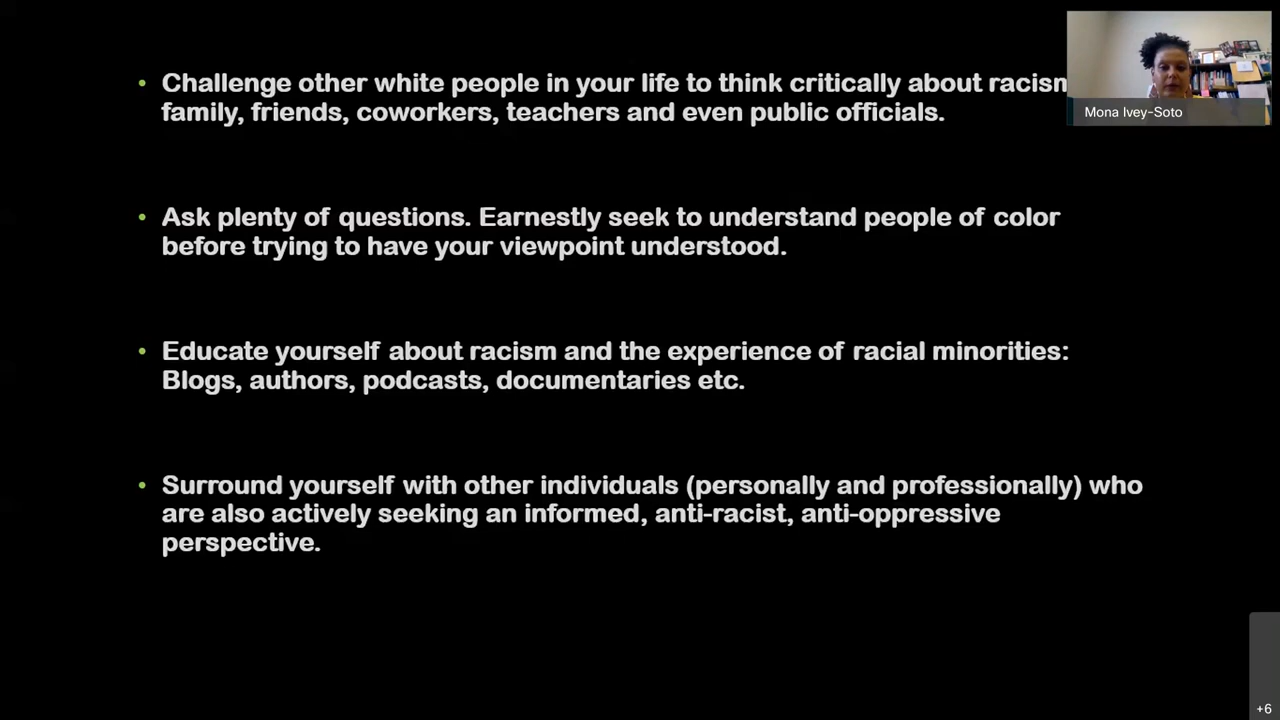 • Challenge other white people in your life to think critically about racism
family, friends, coworkers, teachers and even public officials.
Mona Ivey-Soto
• Ask plenty of questions. Earnestly seek to understand people of color
before trying to have your viewpoint understood.
• Educate yourself about racism and the experience of racial minorities:
Blogs, authors, podcasts, documentaries etc.
• Surround yourself with other individuals (personally and professionally) who
are also actively seeking an informed, anti-racist, anti-oppressive
perspective.
+6